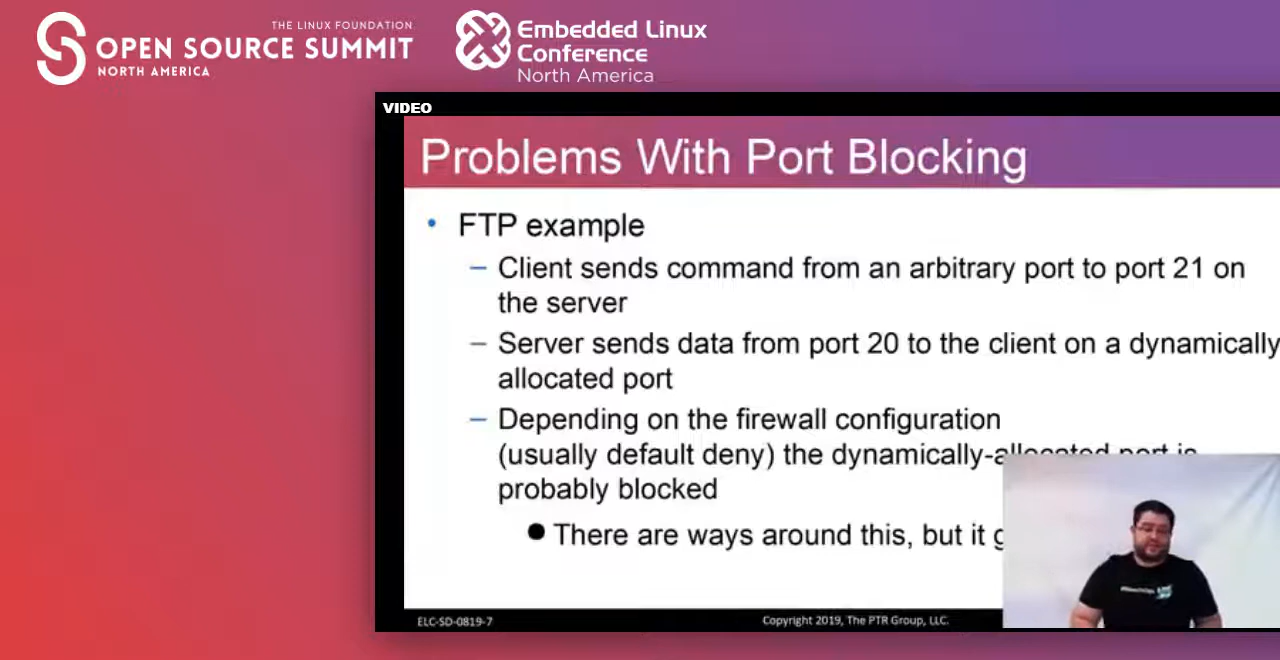 THE LINUX FOUNDATION
OPEN SOURCE SUMMIT
NORTH AMERICA
Embedded Linux
Conference
North America
VIDEO
Problems With Port Blocking
• FTP example
– Client sends command from an arbitrary port to port 21 on
the server
– Server sends data from port 20 to the client on a dynamically
allocated port
– Depending on the firewall configuration
(usually default deny) the dynamically-allocated port is
probably blocked
● There are ways around this, but it
ELC-SD-0819-7
Copyright 2019, The PTR Group, LLC.